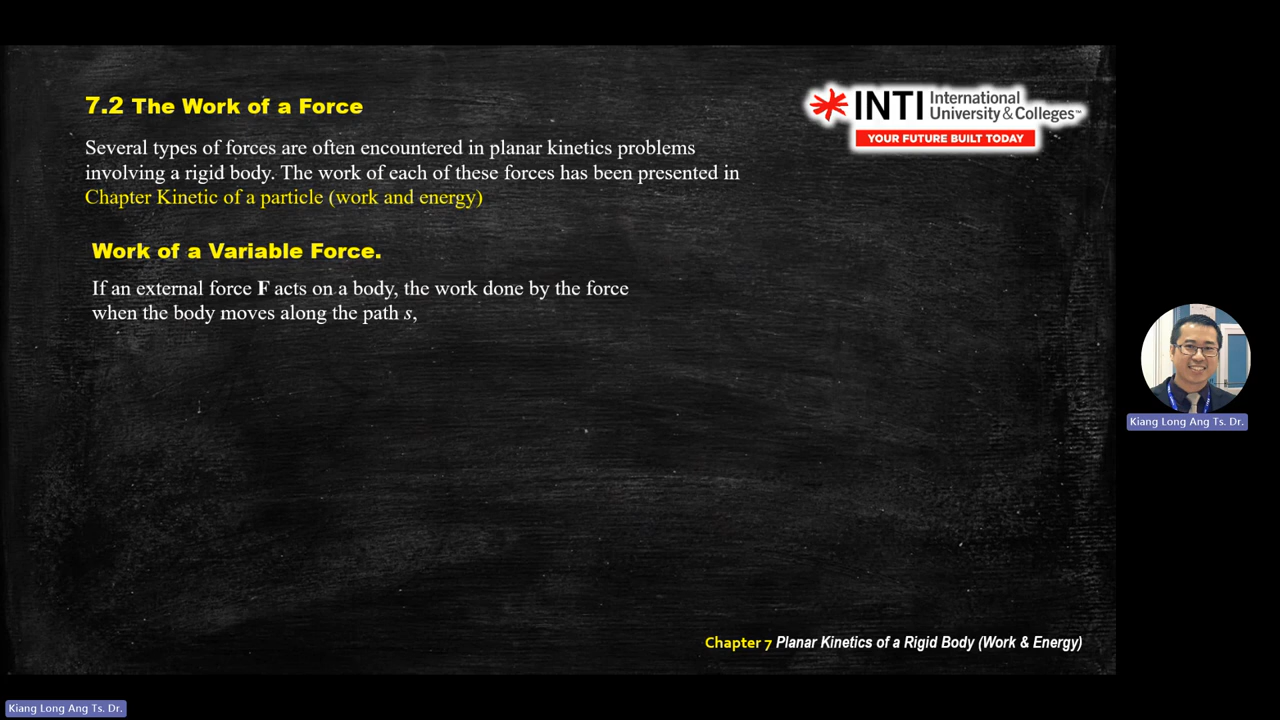 7.2 The Work of a Force
INTI International
University & Colleges™
YOUR FUTURE BUILT TODAY
Several types of forces are often encountered in planar kinetics problems
involving a rigid body. The work of each of these forces has been presented in
Chapter Kinetic of a particle (work and energy)
Work of a Variable Force.
If an external force F acts on a body, the work done by the force
when the body moves along the path s,
Kiang Long Ang Ts. Dr.
Chapter 7 Planar Kinetics of a Rigid Body (Work & Energy)
Kiang Long Ang Ts. Dr.